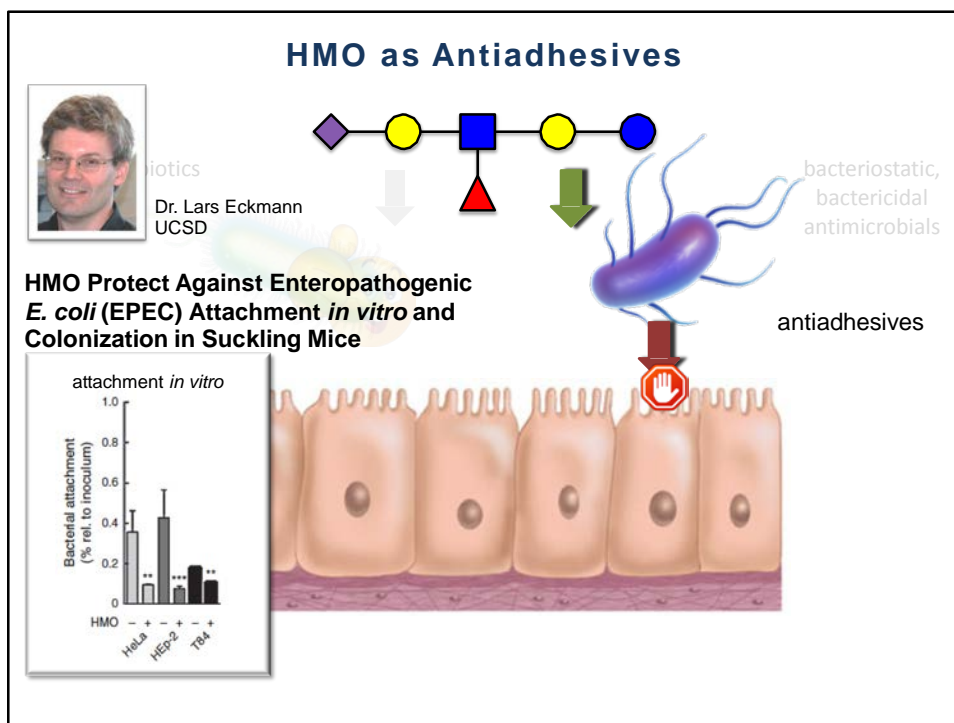 HMO as Antiadhesives
biotics
bacteriostatic,
bactericidal
antimicrobials
Dr. Lars Eckmann
UCSD
HMO Protect Against Enteropathogenic
E. coli (EPEC) Attachment in vitro and
Colonization in Suckling Mice
antiadhesives
attachment in vitro
Bacterial attachment
(% rel. to inoculum)
1.0
0.8
0.6
0.4
0.2
0
** *** **
HMO – + – + – +
HeLa HEp-2 T84